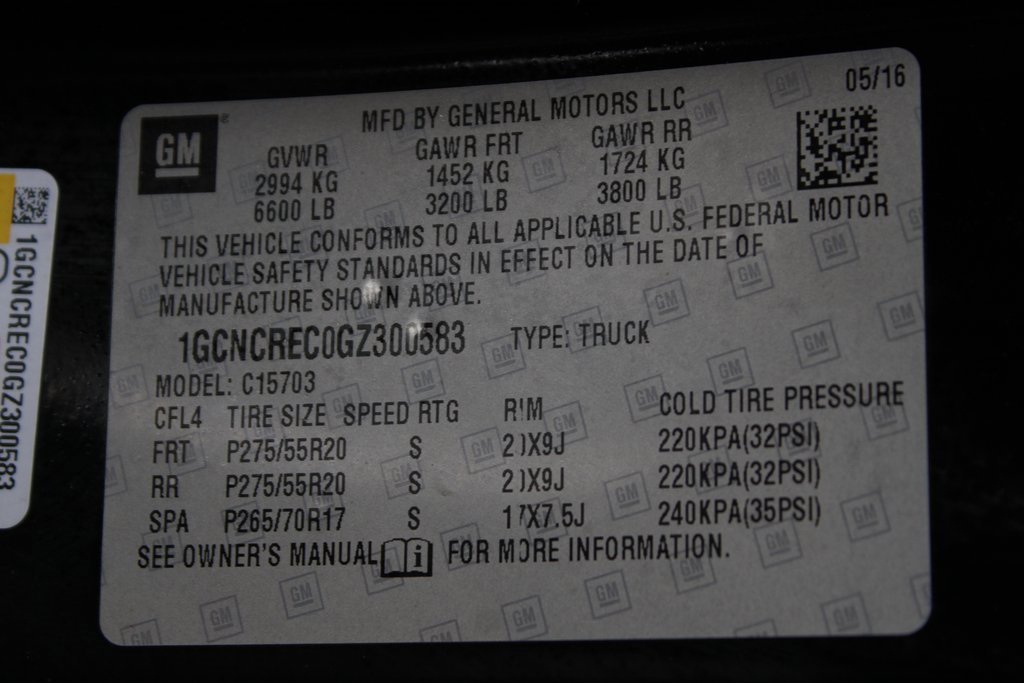 05/16
GM®
MFD BY GENERAL MOTORS LLC
GVWR GAWR FRT GAWR RR
2994 KG 1452 KG 1724 KG
6600 LB 3200 LB 3800 LB
THIS VEHICLE CONFORMS TO ALL APPLICABLE U.S. FEDERAL MOTOR
VEHICLE SAFETY STANDARDS IN EFFECT ON THE DATE OF
MANUFACTURE SHOWN ABOVE.
1GCNCREC0GZ300583 TYPE: TRUCK
MODEL: C15703
CFL4 TIRE SIZE SPEED RTG RIM COLD TIRE PRESSURE
FRT P275/55R20 S 20X9J 220KPA(32PSI)
RR P275/55R20 S 20X9J 220KPA(32PSI)
SPA P265/70R17 S 17X7.5J 240KPA(35PSI)
SEE OWNER'S MANUAL i FOR MORE INFORMATION.
1GCNCREC0GZ300583